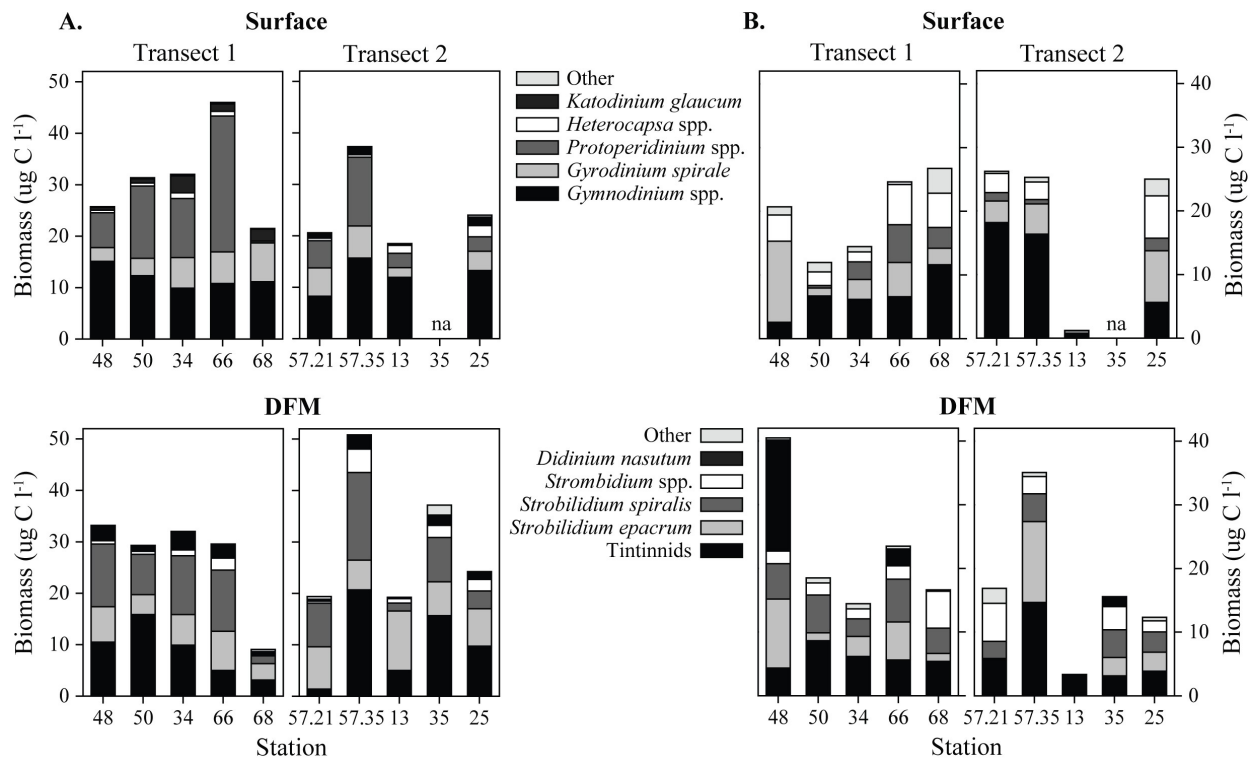 A.
Surface
Transect 1
Transect 2
Biomass (ug C l-1)
50
40
30
20
10
0
na
48 50 34 66 68
57.21 57.35 13 35 25
Other
Katodinium glaucum
Heterocapsa spp.
Protoperidinium spp.
Gyrodinium spirale
Gymnodinium spp.
DFM
Biomass (ug C l-1)
50
40
30
20
10
0
48 50 34 66 68
57.21 57.35 13 35 25
Station
B.
Surface
Transect 1
Transect 2
40
30
20
10
0
Biomass (ug C l-1)
na
48 50 34 66 68
57.21 57.35 13 35 25
DFM
Other
Didinium nasutum
Strombidium spp.
Strobilidium spiralis
Strobilidium epacrum
Tintinnids
40
30
20
10
0
Biomass (ug C l-1)
48 50 34 66 68
57.21 57.35 13 35 25
Station